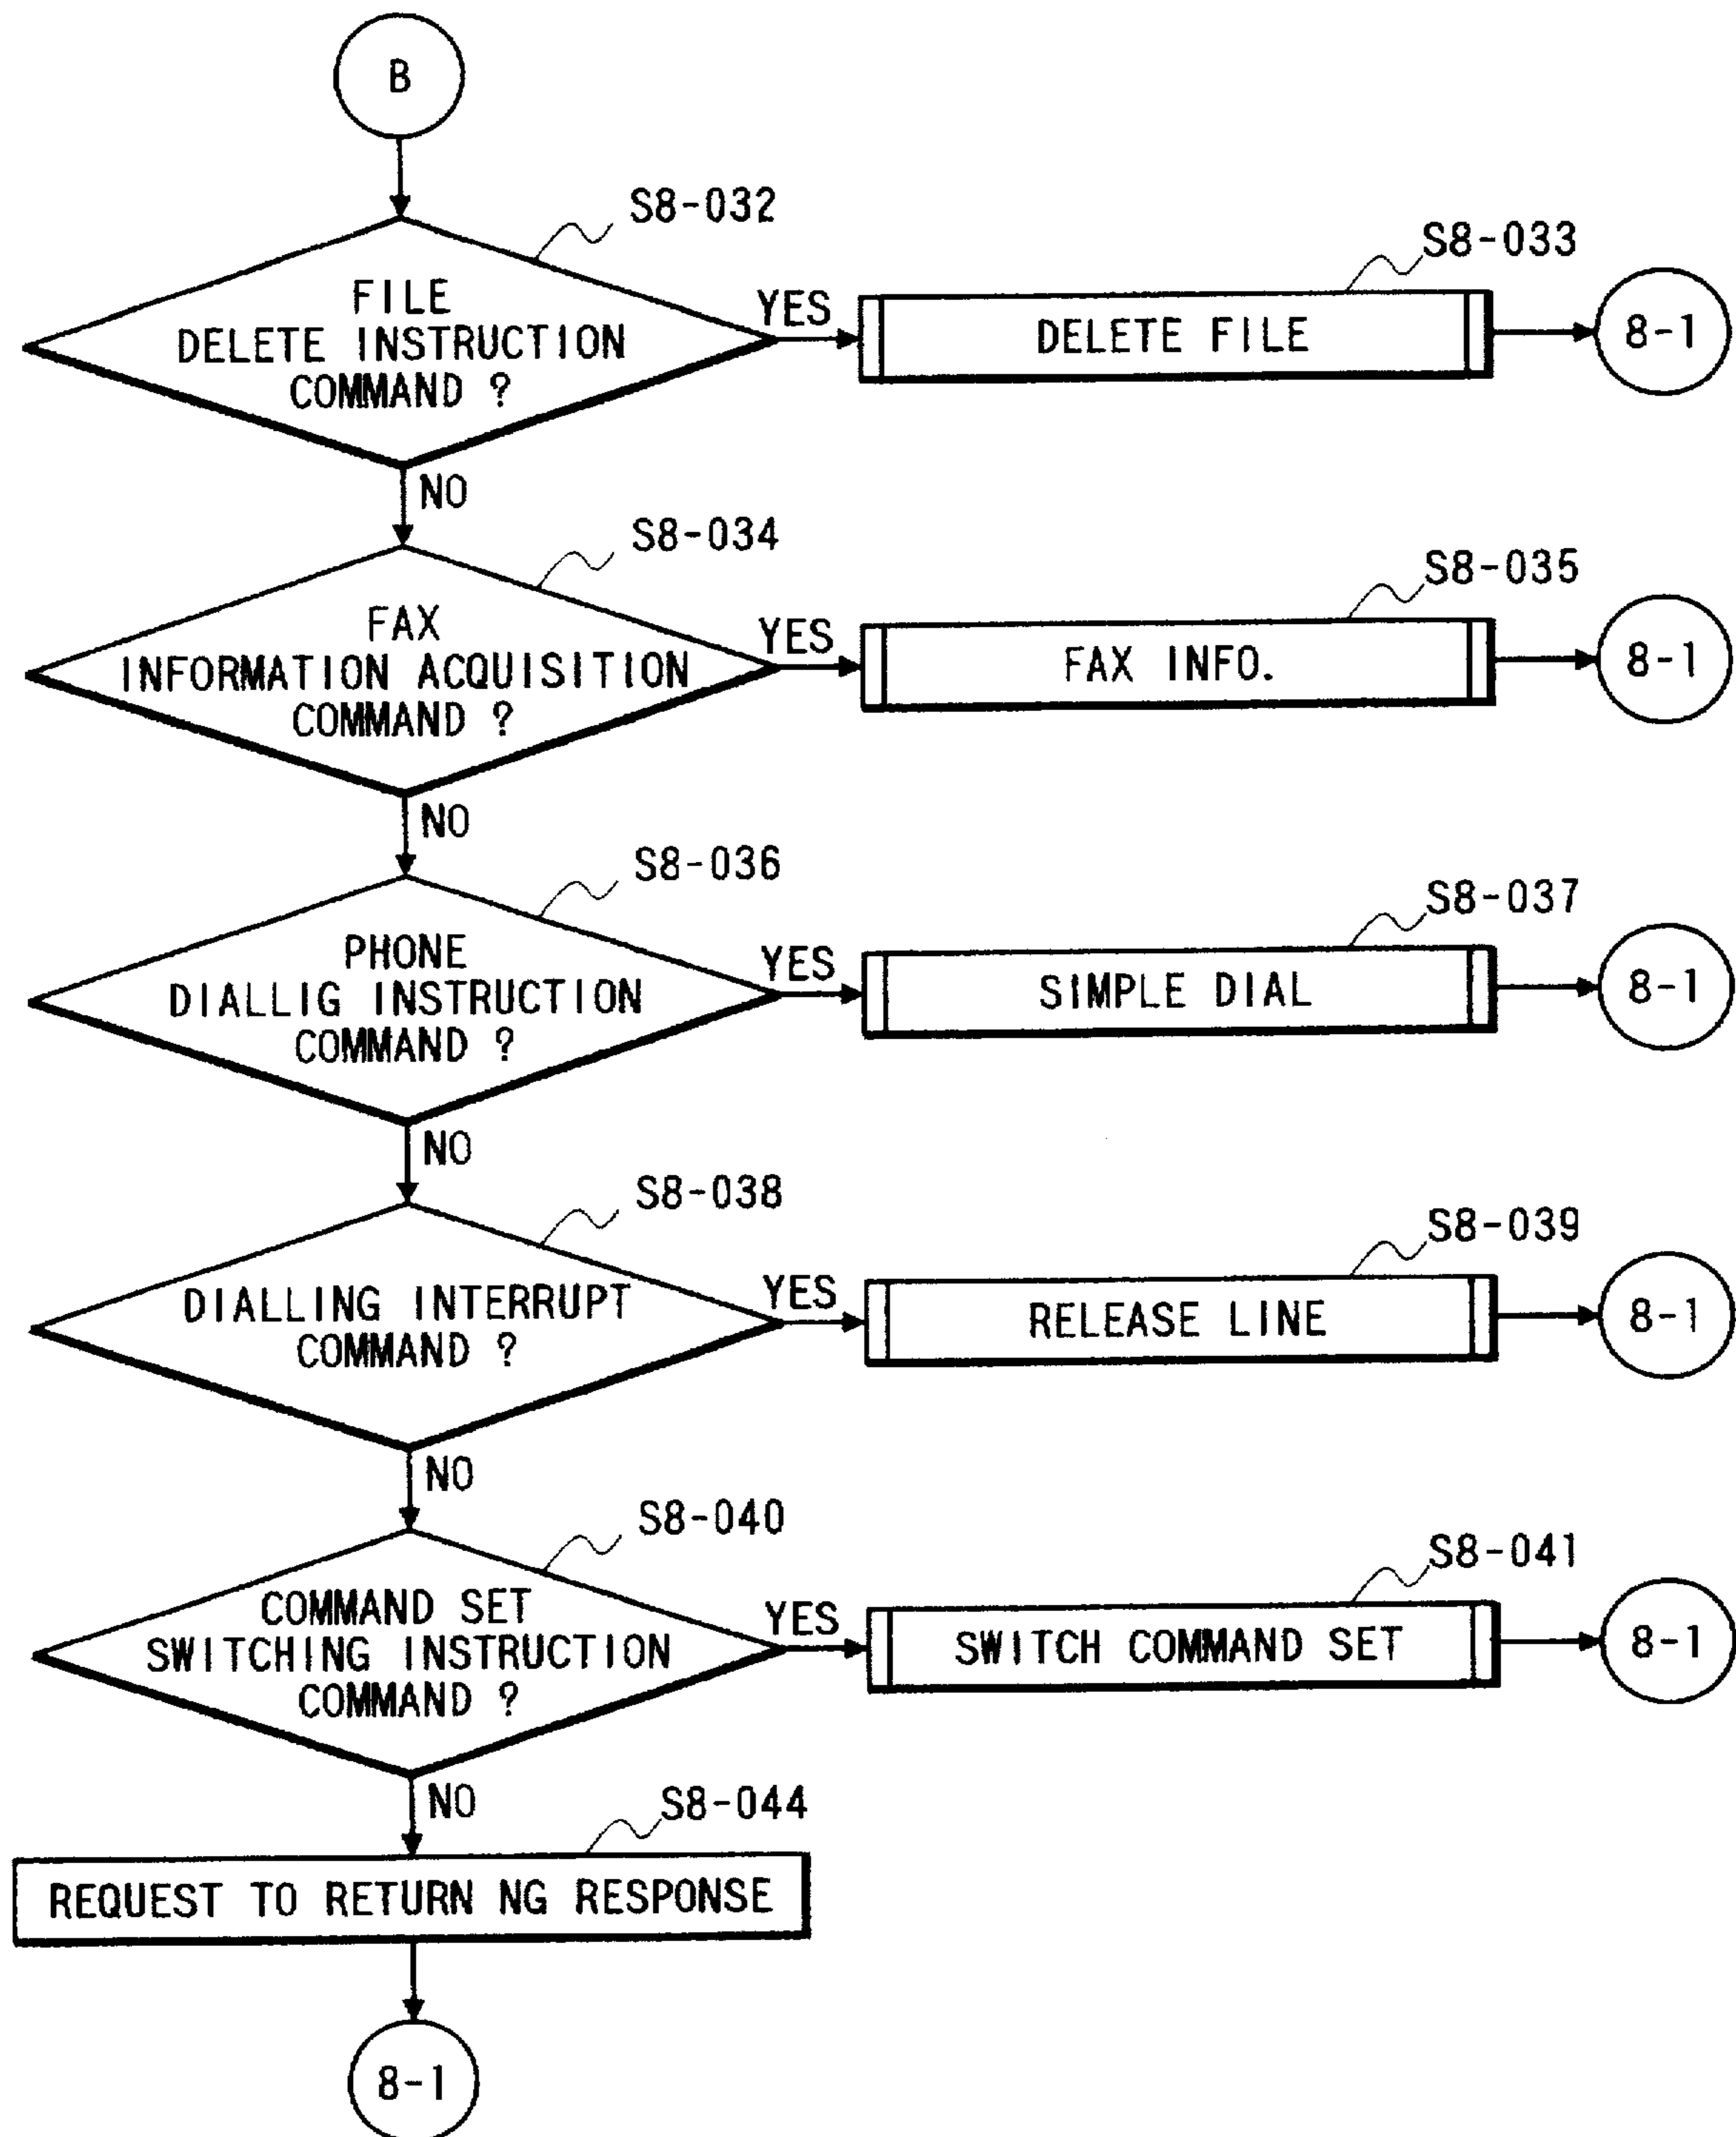 B
S8-032
FILE
DELETE INSTRUCTION
COMMAND ?
YES
S8-033
DELETE FILE
8-1
NO
S8-034
FAX
INFORMATION ACQUISITION
COMMAND ?
YES
S8-035
FAX INFO.
8-1
NO
S8-036
PHONE
DIALLIG INSTRUCTION
COMMAND ?
YES
S8-037
SIMPLE DIAL
8-1
NO
S8-038
DIALLING INTERRUPT
COMMAND ?
YES
S8-039
RELEASE LINE
8-1
NO
S8-040
COMMAND SET
SWITCHING INSTRUCTION
COMMAND ?
YES
S8-041
SWITCH COMMAND SET
8-1
NO
S8-044
REQUEST TO RETURN NG RESPONSE
8-1